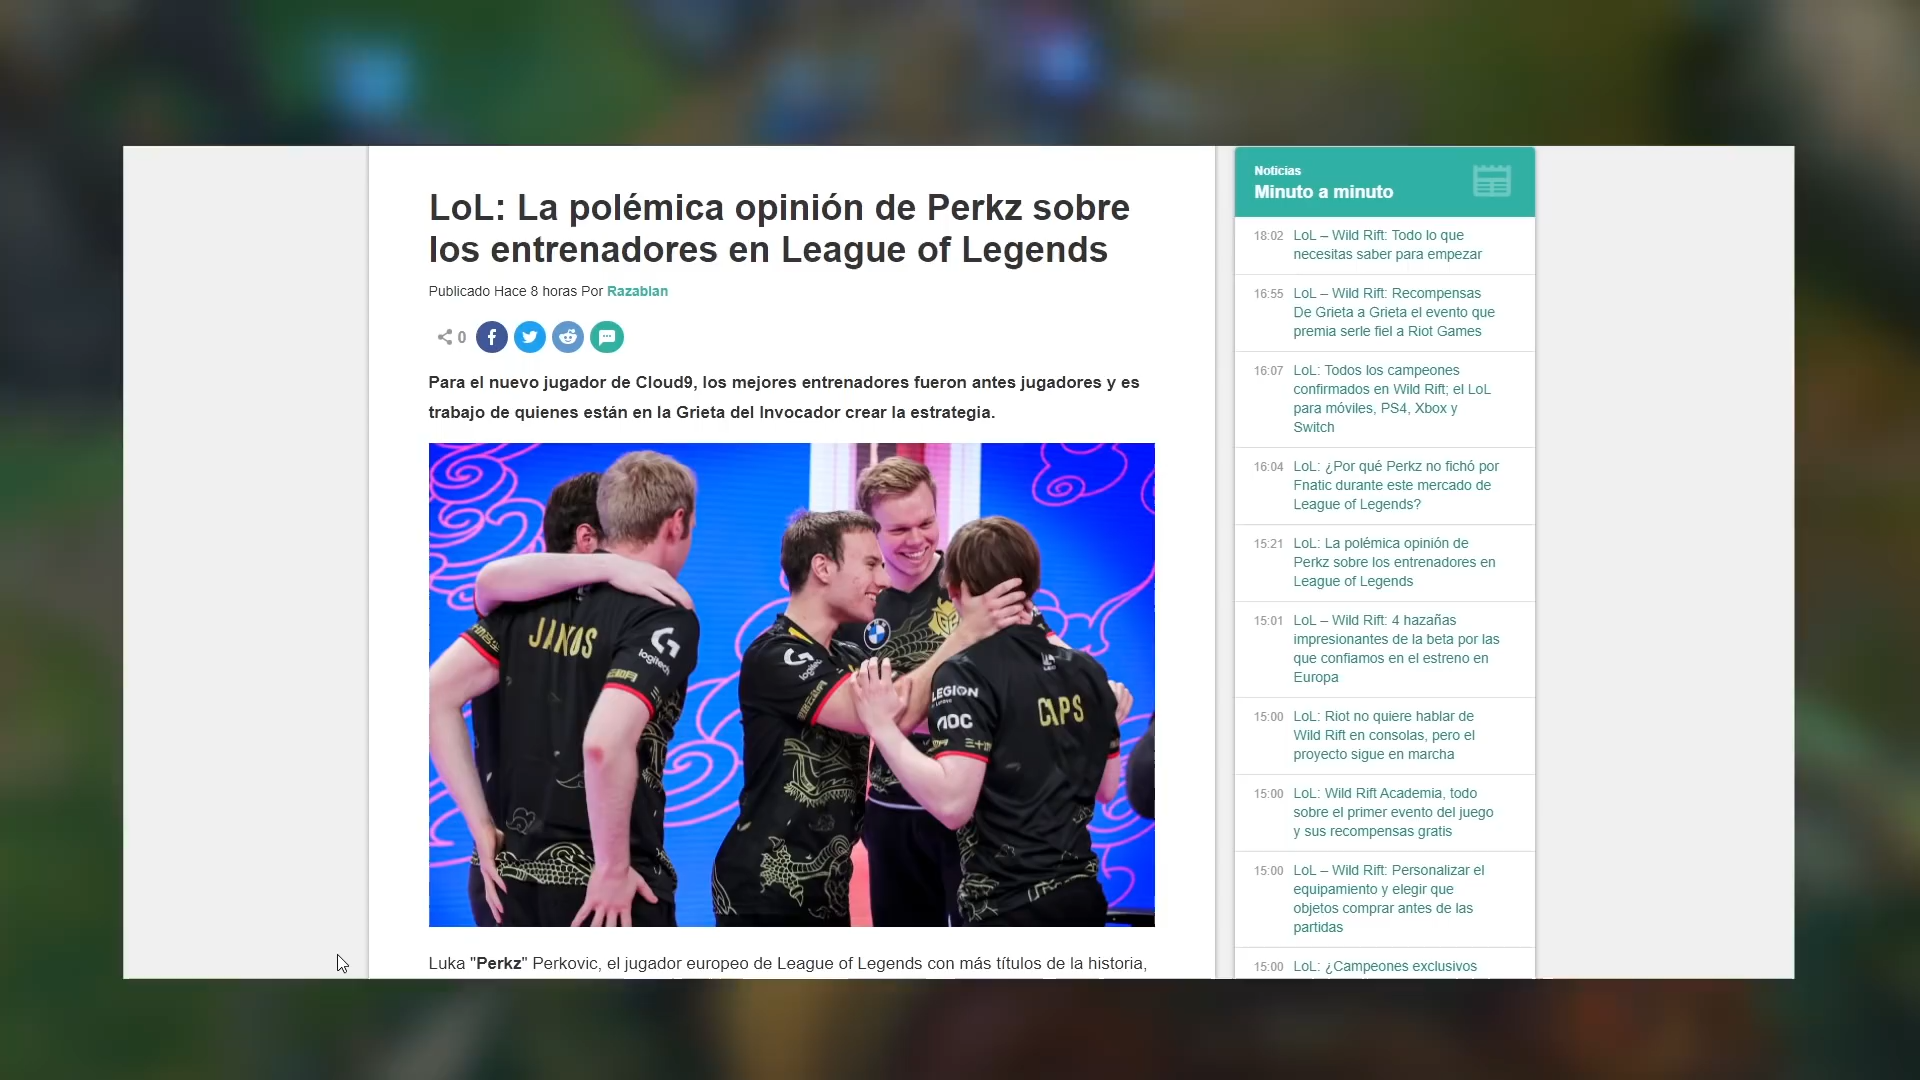 LoL: La polémica opinión de Perkz sobre
los entrenadores en League of Legends
Publicado Hace 8 horas Por Razablan
0
Para el nuevo jugador de Cloud9, los mejores entrenadores fueron antes jugadores y es
trabajo de quienes están en la Grieta del Invocador crear la estrategia.
JANKOS
logitech
logitech
LEGION
AOC
CAPS
Luka "Perkz" Perkovic, el jugador europeo de League of Legends con más títulos de la historia,
Noticias
Minuto a minuto
18:02 LoL – Wild Rift: Todo lo que
necesitas saber para empezar
16:55 LoL – Wild Rift: Recompensas
De Grieta a Grieta el evento que
premia serle fiel a Riot Games
16:07 LoL: Todos los campeones
confirmados en Wild Rift; el LoL
para móviles, PS4, Xbox y
Switch
16:04 LoL: ¿Por qué Perkz no fichó por
Fnatic durante este mercado de
League of Legends?
15:21 LoL: La polémica opinión de
Perkz sobre los entrenadores en
League of Legends
15:01 LoL – Wild Rift: 4 hazañas
impresionantes de la beta por las
que confiamos en el estreno en
Europa
15:00 LoL: Riot no quiere hablar de
Wild Rift en consolas, pero el
proyecto sigue en marcha
15:00 LoL: Wild Rift Academia, todo
sobre el primer evento del juego
y sus recompensas gratis
15:00 LoL – Wild Rift: Personalizar el
equipamiento y elegir que
objetos comprar antes de las
partidas
15:00 LoL: ¿Campeones exclusivos